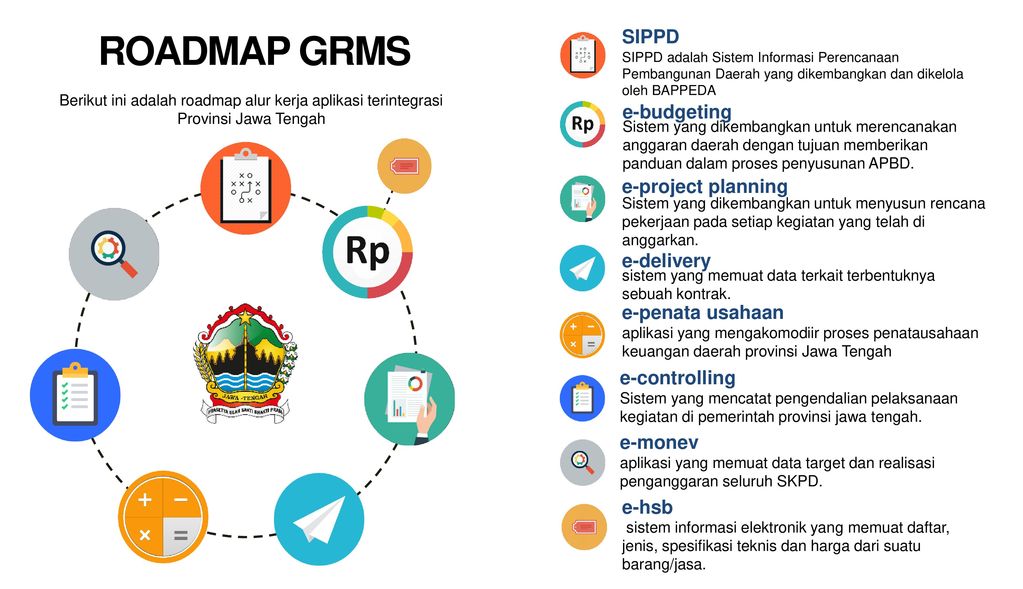 ROADMAP GRMS
Berikut ini adalah roadmap alur kerja aplikasi terintegrasi
Provinsi Jawa Tengah
Rp
JAWA - TENGAH
SIPPD
SIPPD adalah Sistem Informasi Perencanaan
Pembangunan Daerah yang dikembangkan dan dikelola
oleh BAPPEDA
Rp
e-budgeting
Sistem yang dikembangkan untuk merencanakan
anggaran daerah dengan tujuan memberikan
panduan dalam proses penyusunan APBD.
e-project planning
Sistem yang dikembangkan untuk menyusun rencana
pekerjaan pada setiap kegiatan yang telah di
anggarkan.
e-delivery
sistem yang memuat data terkait terbentuknya
sebuah kontrak.
e-penata usahaan
aplikasi yang mengakomodiir proses penatausahaan
keuangan daerah provinsi Jawa Tengah
e-controlling
Sistem yang mencatat pengendalian pelaksanaan
kegiatan di pemerintah provinsi jawa tengah.
e-monev
aplikasi yang memuat data target dan realisasi
penganggaran seluruh SKPD.
e-hsb
sistem informasi elektronik yang memuat daftar,
jenis, spesifikasi teknis dan harga dari suatu
barang/jasa.